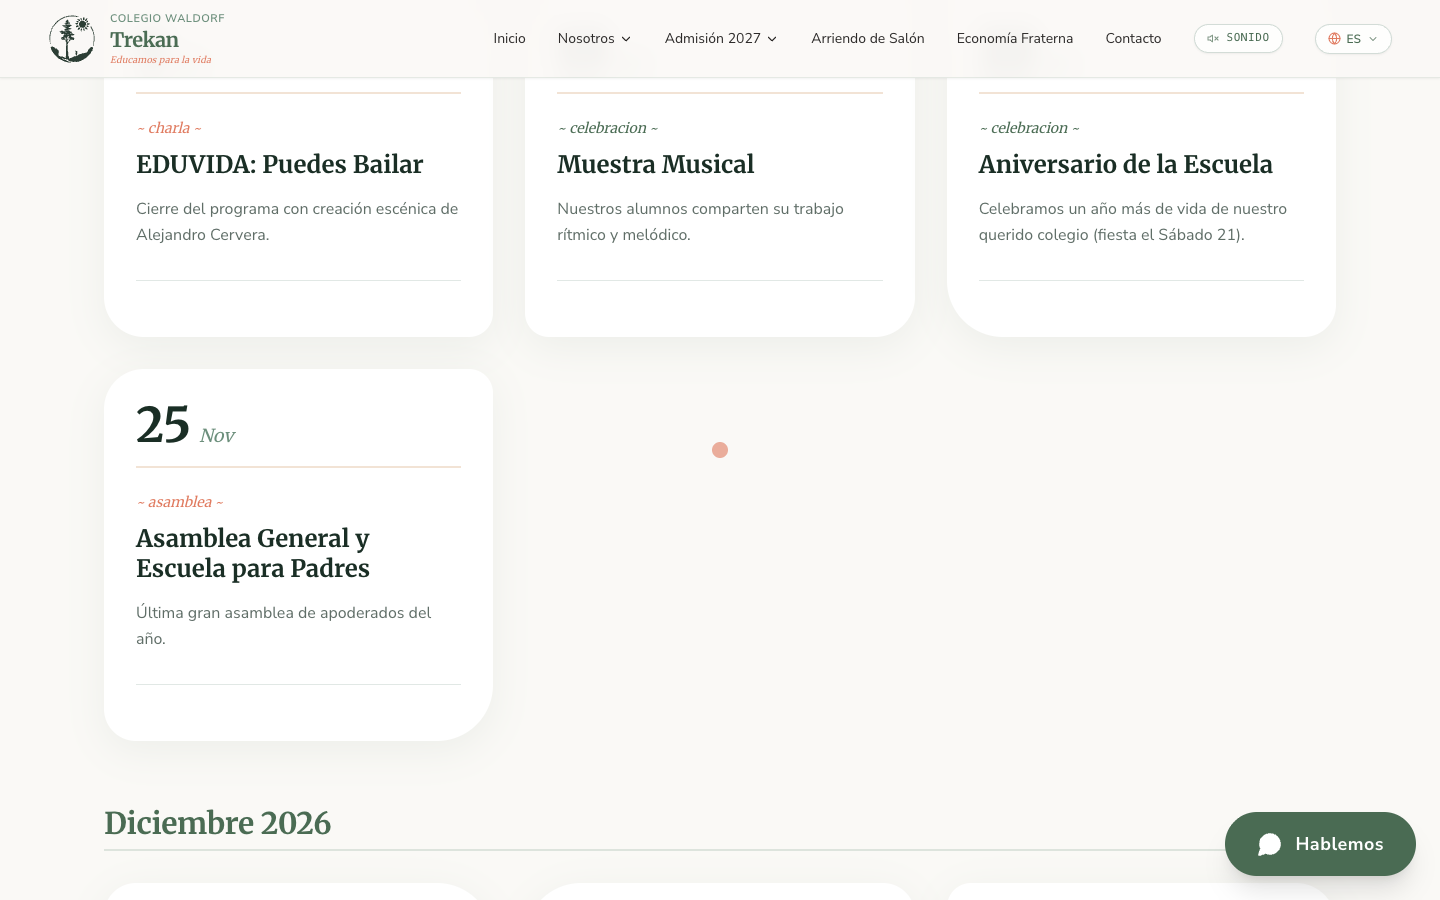 COLEGIO WALDORF
Trekan
Educamos para la vida
Inicio
Nosotros
Admisión 2027
Arriendo de Salón
Economía Fraterna
Contacto
SONIDO
ES
~ charla ~
EDUVIDA: Puedes Bailar
Cierre del programa con creación escénica de
Alejandro Cervera.
~ celebracion ~
Muestra Musical
Nuestros alumnos comparten su trabajo
rítmico y melódico.
~ celebracion ~
Aniversario de la Escuela
Celebramos un año más de vida de nuestro
querido colegio (fiesta el Sábado 21).
25 Nov
~ asamblea ~
Asamblea General y
Escuela para Padres
Última gran asamblea de apoderados del
año.
Diciembre 2026
Hablemos